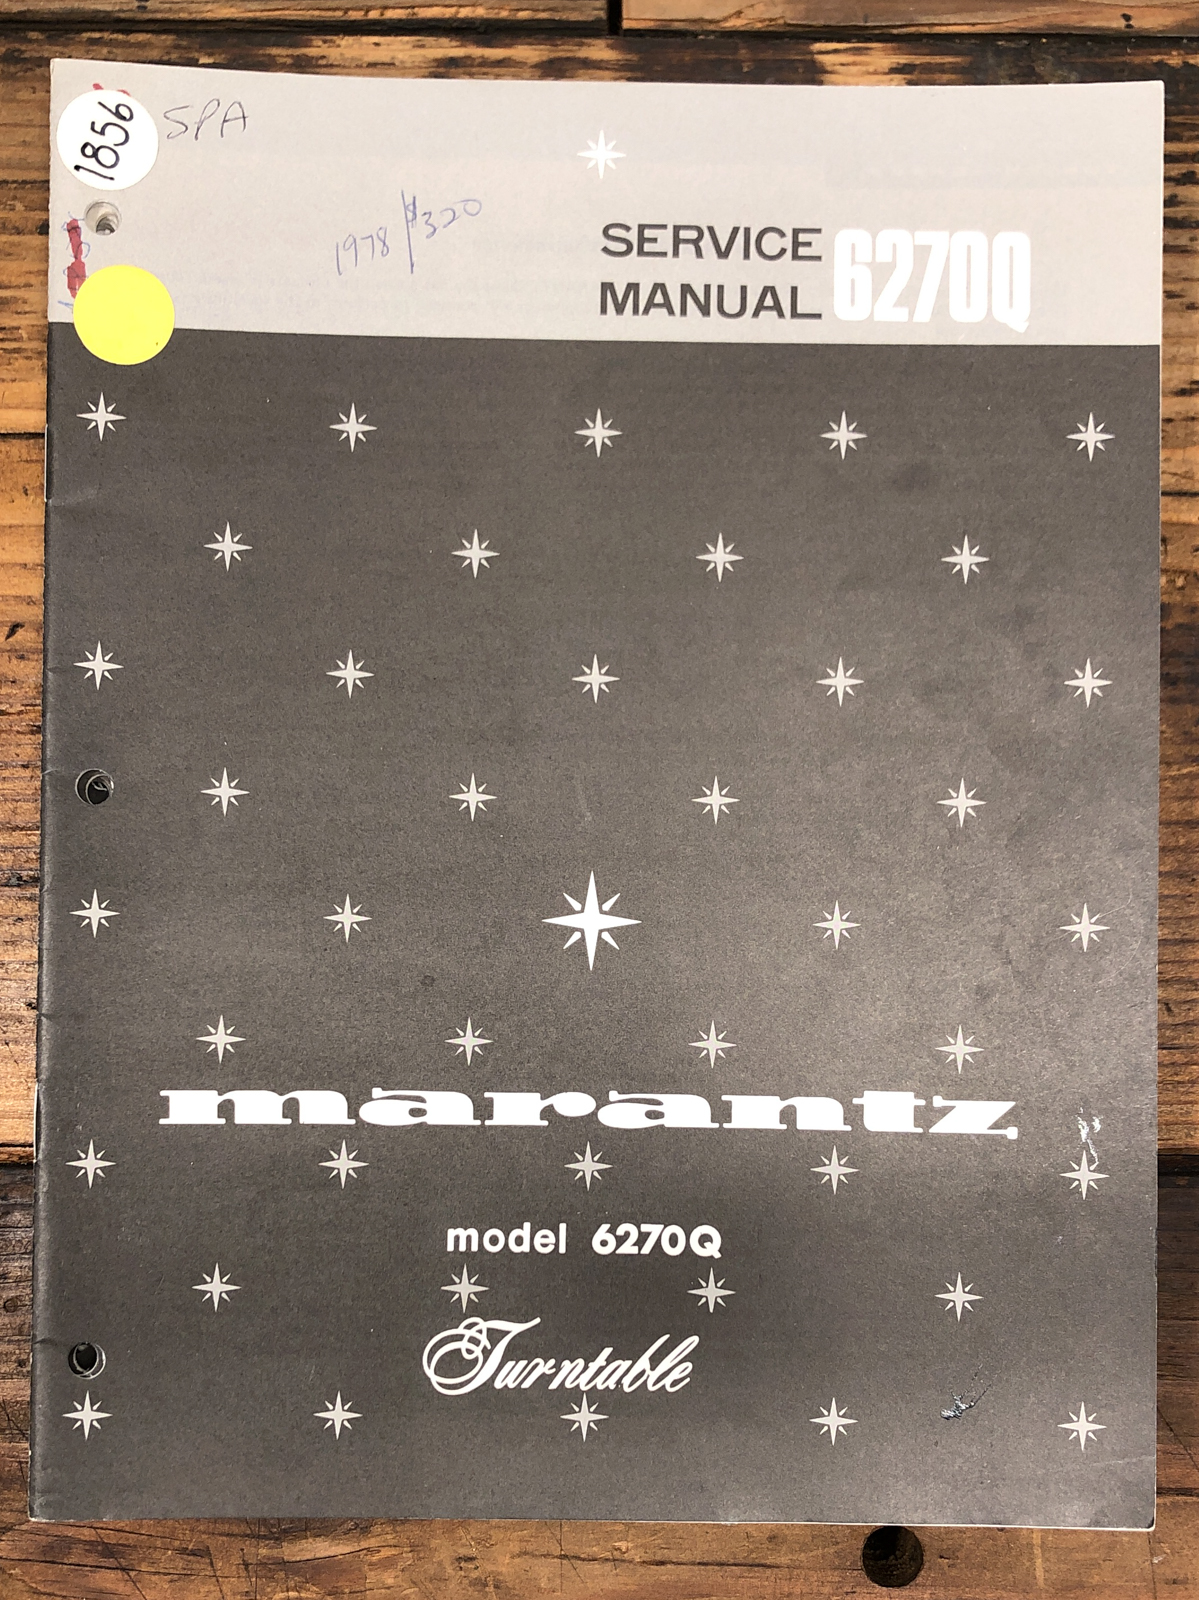 1856
SPA
1978 | $320
SERVICE
MANUAL 6270Q
marantz
model 6270Q
Turntable